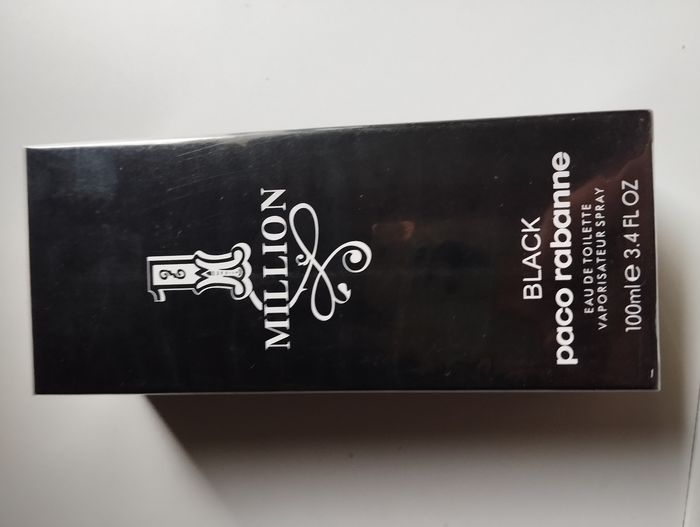 1
MILLION
BLACK
paco rabanne
EAU DE TOILETTE
VAPORISATEUR SPRAY
100ml e 3.4 FL OZ